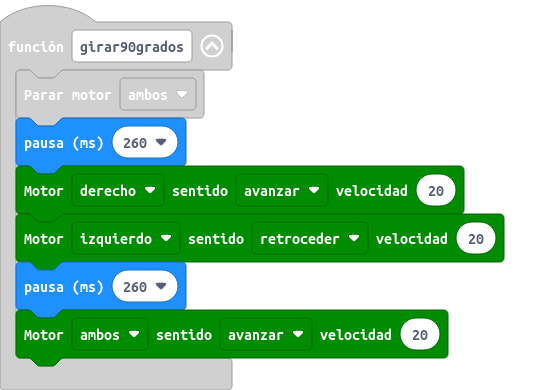 función girar90grados
Parar motor ambos
pausa (ms) 260
Motor derecho sentido avanzar velocidad 20
Motor izquierdo sentido retroceder velocidad 20
pausa (ms) 260
Motor ambos sentido avanzar velocidad 20